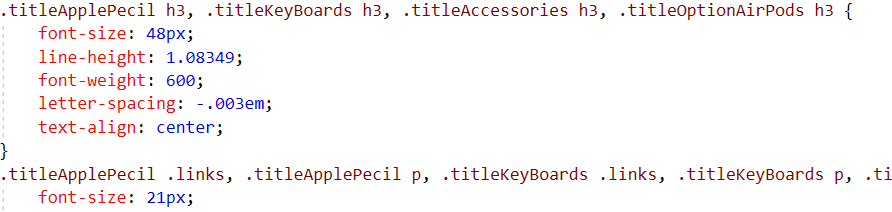 .titleApplePecil h3, .titleKeyBoards h3, .titleAccessories h3, .titleOptionAirPods h3 {
font-size: 48px;
line-height: 1.08349;
font-weight: 600;
letter-spacing: -.003em;
text-align: center;
}
.titleApplePecil .links, .titleApplePecil p, .titleKeyBoards .links, .titleKeyBoards p, .ti
font-size: 21px;